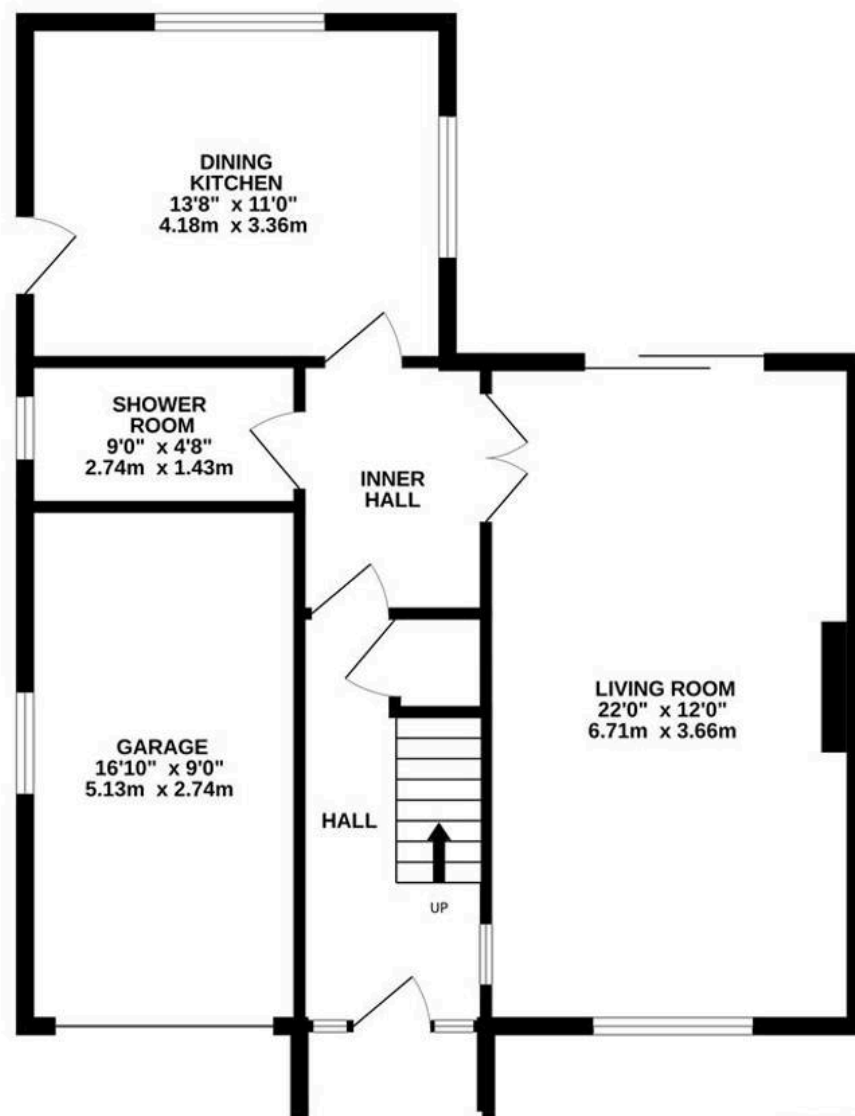 DINING
KITCHEN
13'8" x 11'0"
4.18m x 3.36m
SHOWER
ROOM
9'0" x 4'8"
2.74m x 1.43m
INNER
HALL
LIVING ROOM
22'0" x 12'0"
6.71m x 3.66m
GARAGE
16'10" x 9'0"
5.13m x 2.74m
HALL
UP